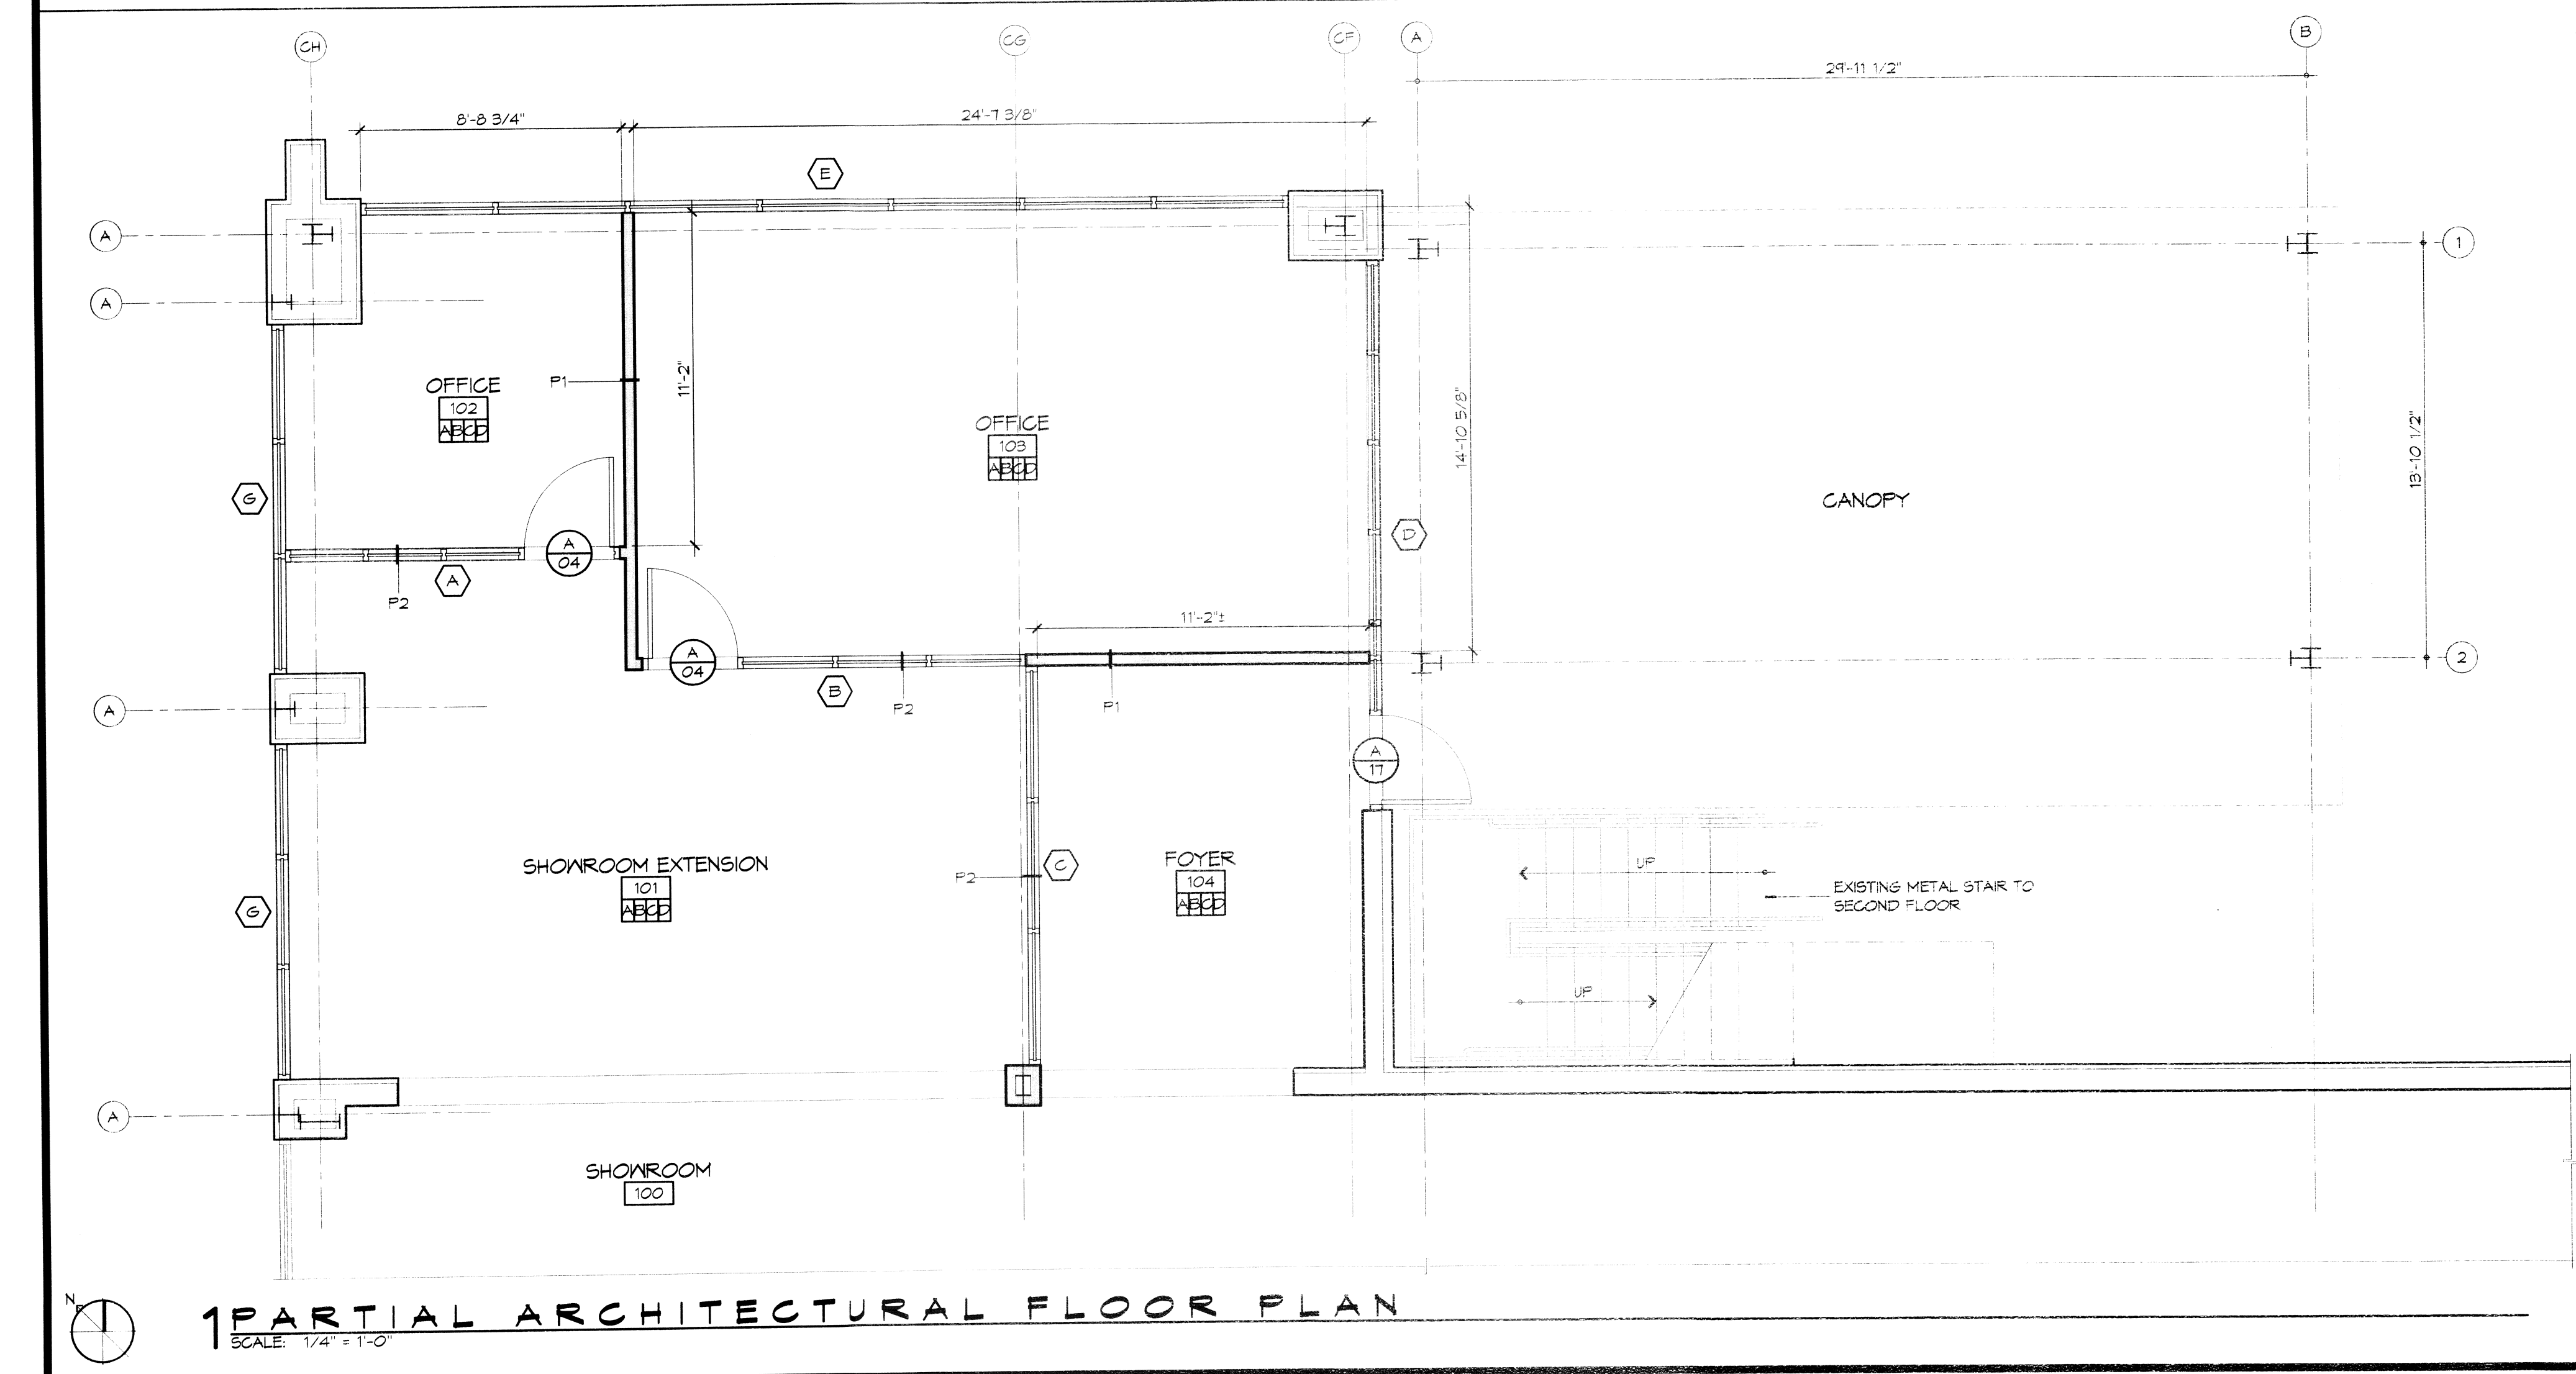 CH
CG
CF
A
B
29'-11 1/2"
8'-8 3/4"
24'-7 3/8"
E
A
1
A
OFFICE
102
ABCD
P1
11'-2"
OFFICE
103
ABCD
14'-10 5/8"
13'-10 1/2"
G
CANOPY
D
A
04
A
P2
11'-2"±
A
04
B
P2
P1
2
A
A
17
SHOWROOM EXTENSION
101
ABCD
P2
C
FOYER
104
ABCD
UP
EXISTING METAL STAIR TO
SECOND FLOOR
G
UP
A
SHOWROOM
100
N
1 PARTIAL ARCHITECTURAL FLOOR PLAN
SCALE: 1/4" = 1'-0"